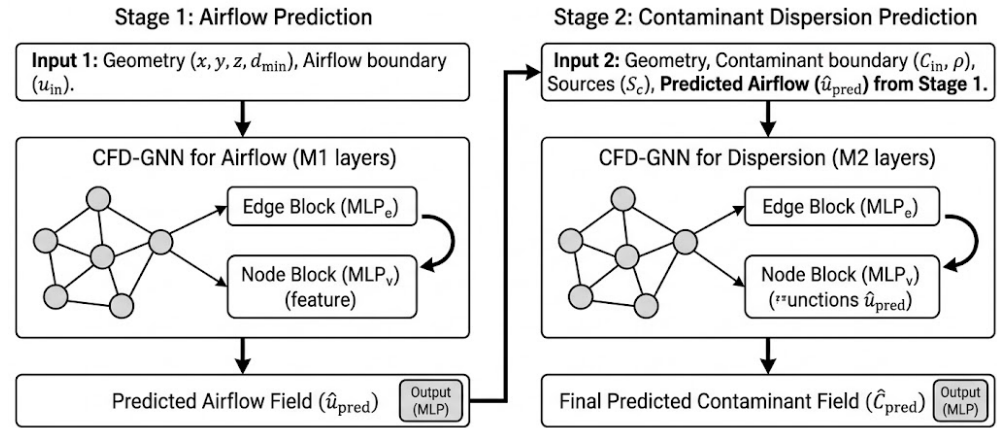 Stage 1: Airflow Prediction
Input 1: Geometry (x, y, z, d_min), Airflow boundary
(u_in).
CFD-GNN for Airflow (M1 layers)
Edge Block (MLP_e)
Node Block (MLP_v)
(feature)
Predicted Airflow Field (û_pred)
Output
(MLP)
Stage 2: Contaminant Dispersion Prediction
Input 2: Geometry, Contaminant boundary (C_in, ρ),
Sources (S_c), Predicted Airflow (û_pred) from Stage 1.
CFD-GNN for Dispersion (M2 layers)
Edge Block (MLP_e)
Node Block (MLP_v)
û_pred)
Final Predicted Contaminant Field (Ĉ_pred)
Output
(MLP)